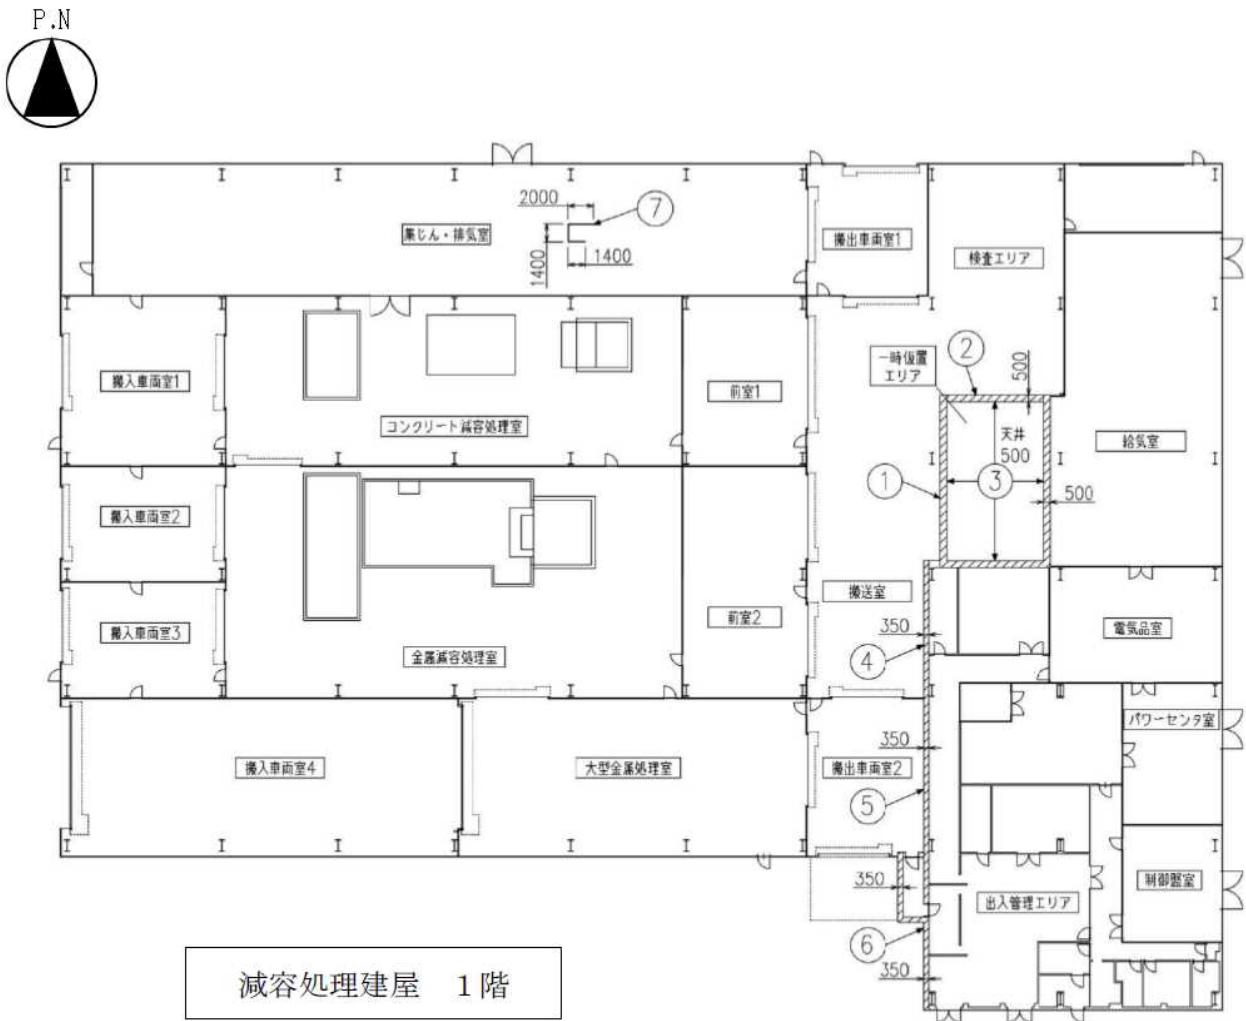 P.N
2000
⑦
集じん・排気室
1400
1400
搬出車両室1
検査エリア
一時仮置
エリア
②
500
搬入車両室1
前室1
コンクリート減容処理室
天井
500
給気室
①
③
500
搬入車両室2
搬送室
搬入車両室3
前室2
350
電気品室
金属減容処理室
④
パワーセンタ室
350
搬入車両室4
大型金属処理室
搬出車両室2
⑤
350
制御盤室
出入管理エリア
⑥
350
減容処理建屋 1階